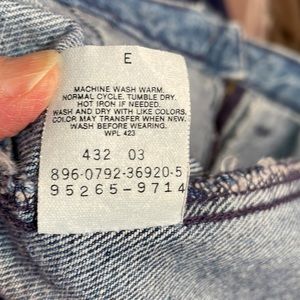 E
MACHINE WASH WARM.
NORMAL CYCLE. TUMBLE DRY.
HOT IRON IF NEEDED.
WASH AND DRY WITH LIKE COLORS.
COLOR MAY TRANSFER WHEN NEW.
WASH BEFORE WEARING.
WPL 423
432 03
896-0792-36920-5
95265-9714